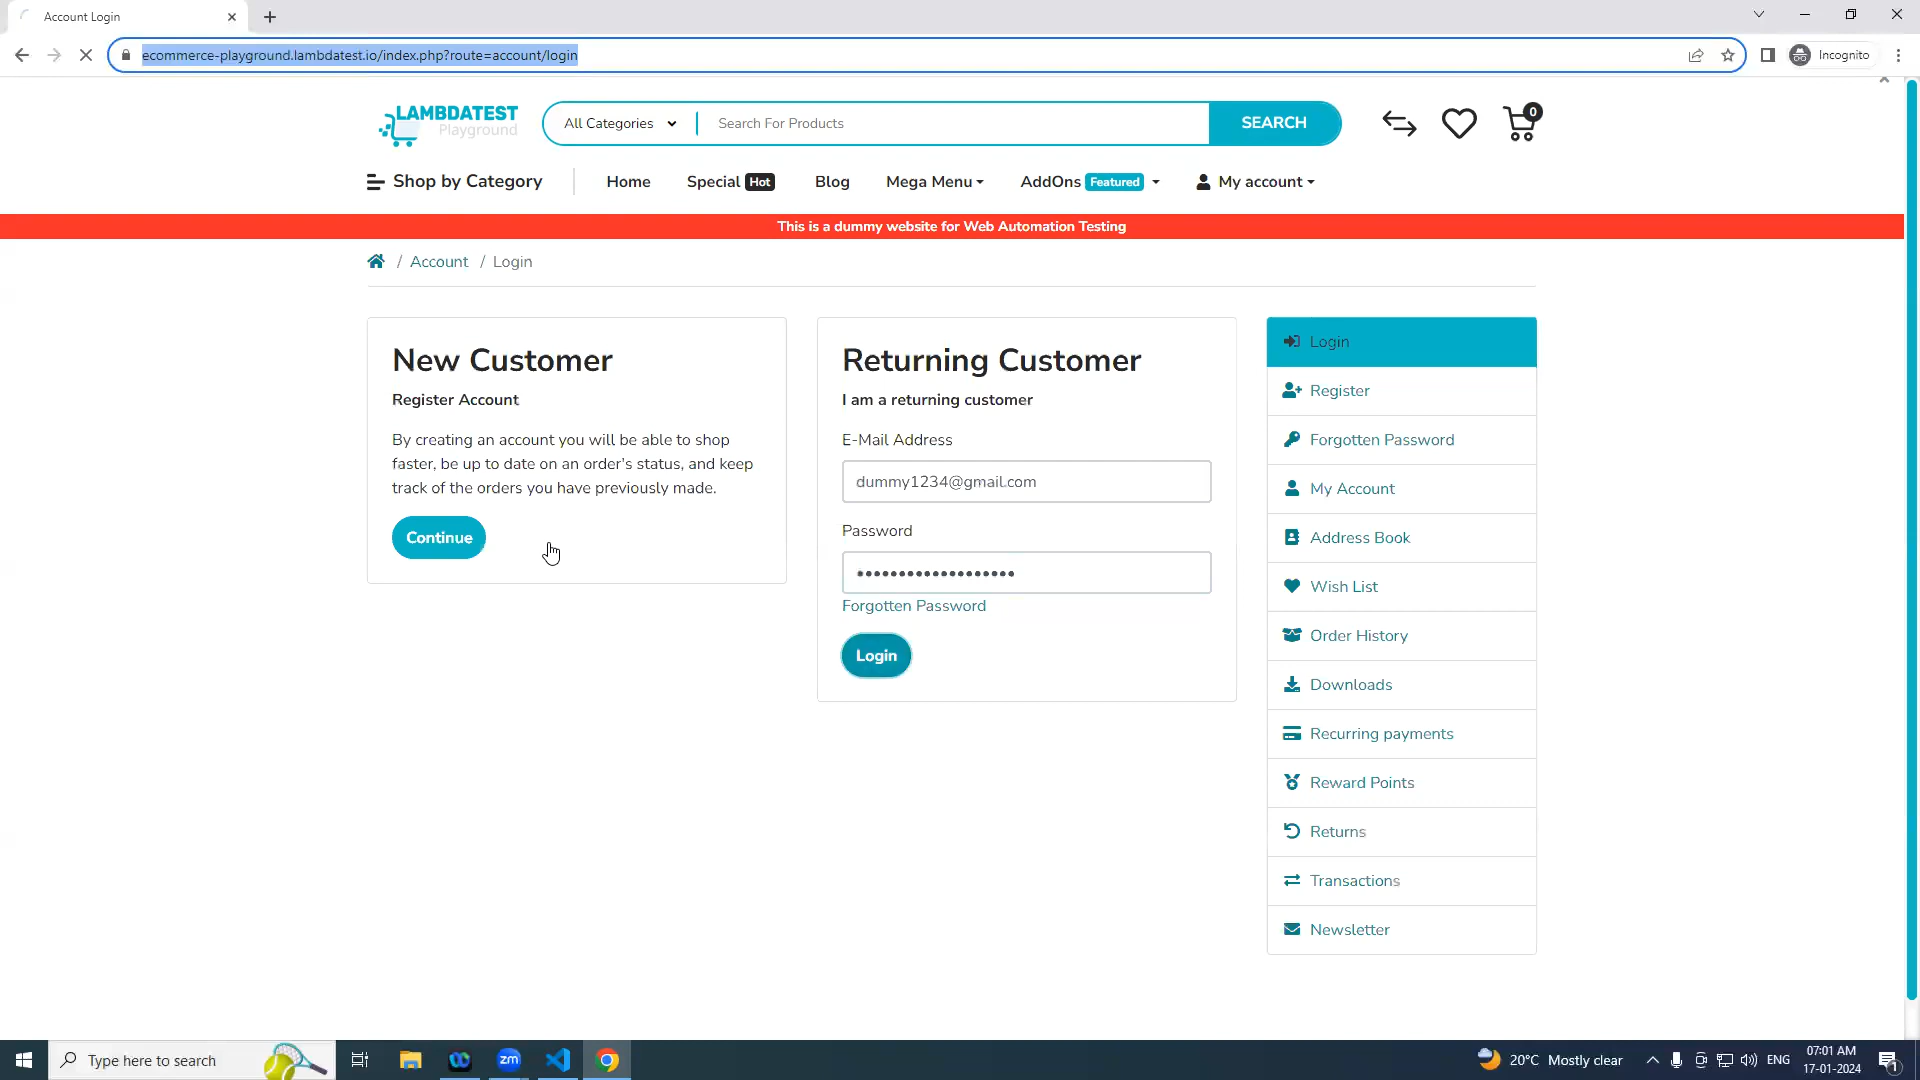 Account Login
ecommerce-playground.lambdatest.io/index.php?route=account/login
Incognito
LAMBDATEST
Playground
All Categories
Search For Products
SEARCH
0
Shop by Category
Home
Special Hot
Blog
Mega Menu
AddOns Featured
My account
This is a dummy website for Web Automation Testing
/ Account / Login
New Customer
Register Account
By creating an account you will be able to shop
faster, be up to date on an order's status, and keep
track of the orders you have previously made.
Continue
Returning Customer
I am a returning customer
E-Mail Address
dummy1234@gmail.com
Password
•••••••••••••••••••
Forgotten Password
Login
Login
Register
Forgotten Password
My Account
Address Book
Wish List
Order History
Downloads
Recurring payments
Reward Points
Returns
Transactions
Newsletter
Type here to search
zm
20°C Mostly clear
ENG
07:01 AM
17-01-2024
1